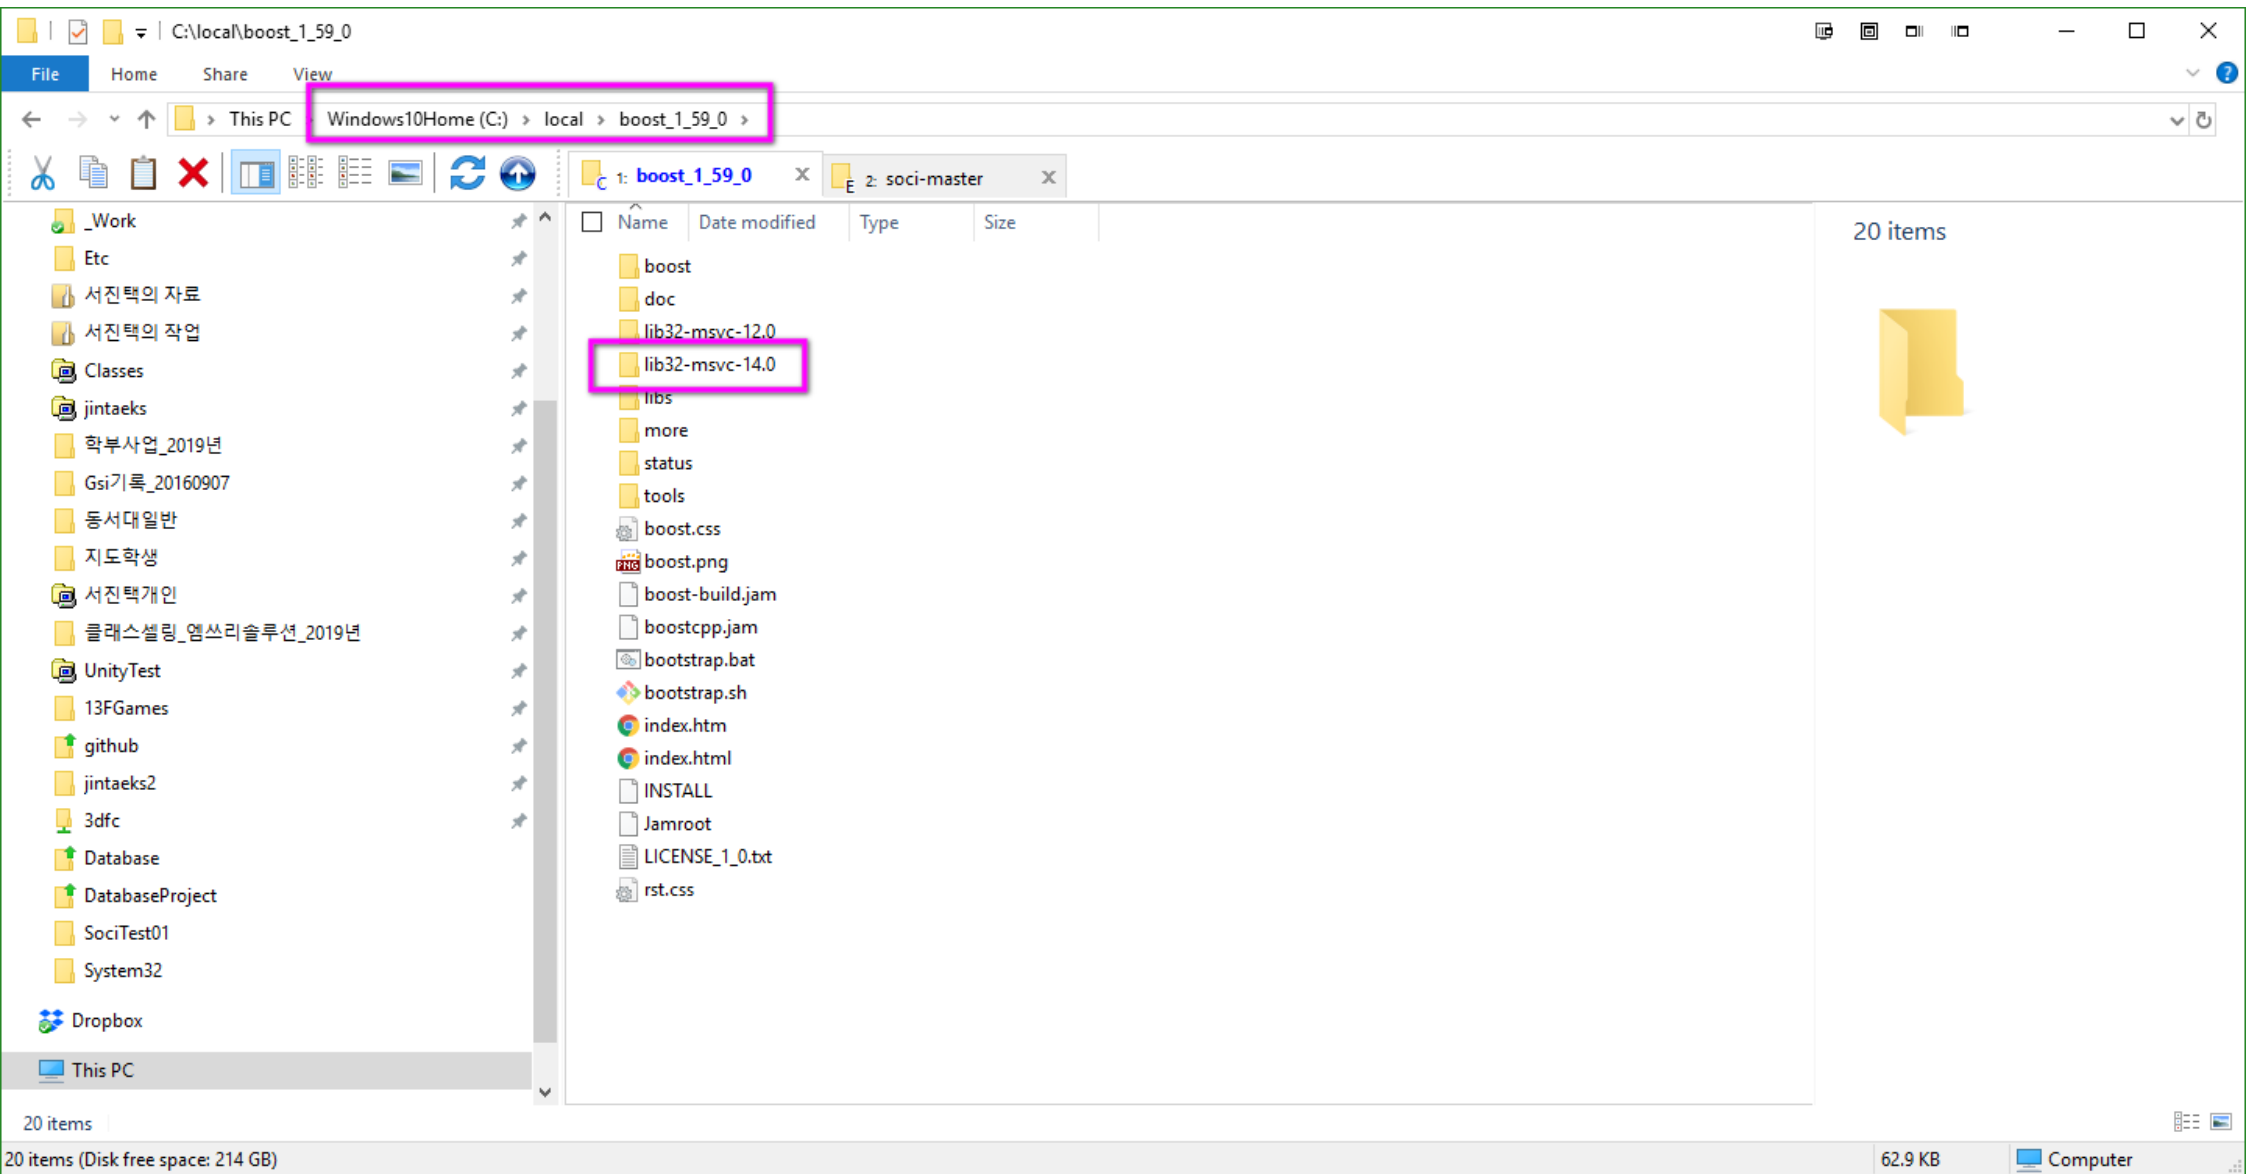 C:\local\boost_1_59_0
File Home Share View
This PC Windows10Home (C:) local boost_1_59_0
C 1: boost_1_59_0 E 2: soci-master
_Work
Etc
서진택의 자료
서진택의 작업
Classes
jintaeks
학부사업_2019년
Gsi기록_20160907
동서대일반
지도학생
서진택개인
클래스셀링_엠쓰리솔루션_2019년
UnityTest
13FGames
github
jintaeks2
3dfc
Database
DatabaseProject
SociTest01
System32
Dropbox
This PC
Name Date modified Type Size
boost
doc
lib32-msvc-12.0
lib32-msvc-14.0
libs
more
status
tools
boost.css
PNG boost.png
boost-build.jam
boostcpp.jam
bootstrap.bat
bootstrap.sh
index.htm
index.html
INSTALL
Jamroot
LICENSE_1_0.txt
rst.css
20 items
20 items
20 items (Disk free space: 214 GB) 62.9 KB Computer